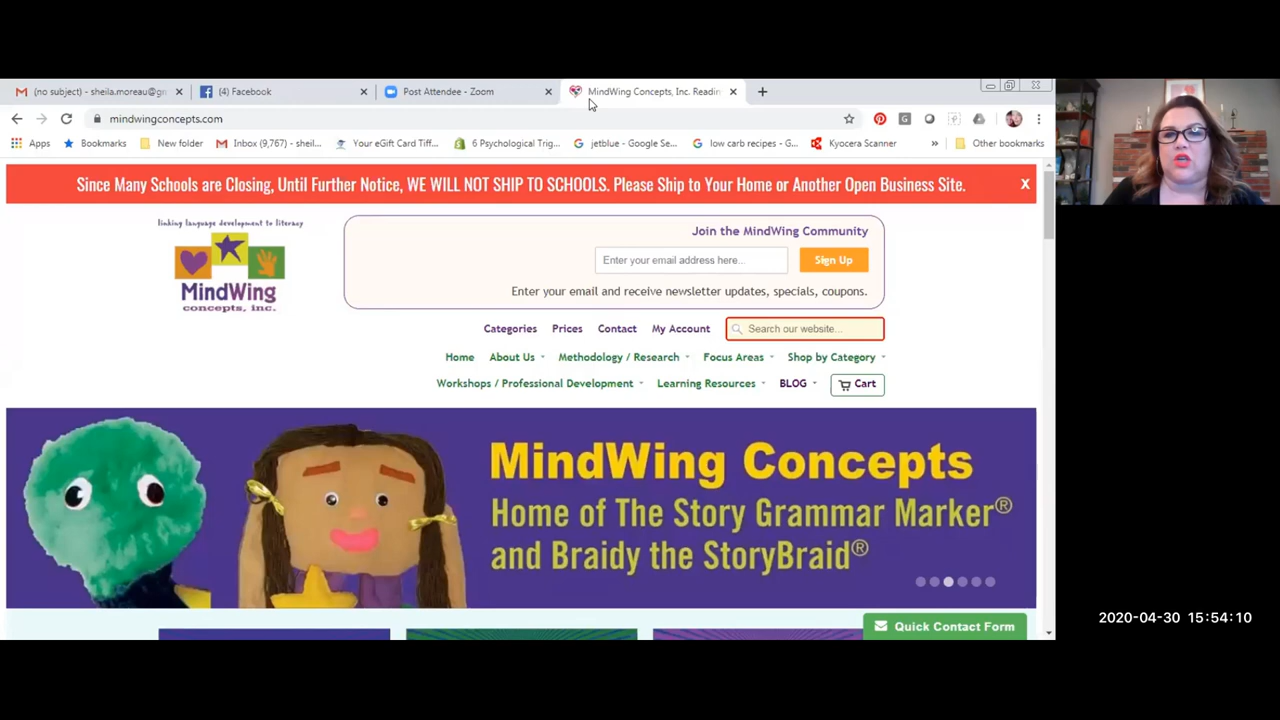 (no subject) - sheila.moreau@gm
(4) Facebook
Post Attendee - Zoom
MindWing Concepts, Inc. Readin
mindwingconcepts.com
Apps
Bookmarks
New folder
Inbox (9,767) - sheil...
Your eGift Card Tiff...
6 Psychological Trig...
jetblue - Google Se...
low carb recipes - G...
Kyocera Scanner
»
Other bookmarks
Since Many Schools are Closing, Until Further Notice, WE WILL NOT SHIP TO SCHOOLS. Please Ship to Your Home or Another Open Business Site.
X
linking language development to literacy
MindWing
concepts, inc.
Join the MindWing Community
Enter your email address here...
Sign Up
Enter your email and receive newsletter updates, specials, coupons.
Categories
Prices
Contact
My Account
Search our website...
Home
About Us
Methodology / Research
Focus Areas
Shop by Category
Workshops / Professional Development
Learning Resources
BLOG
Cart
MindWing Concepts
Home of The Story Grammar Marker®
and Braidy the StoryBraid®
Quick Contact Form
2020-04-30 15:54:10